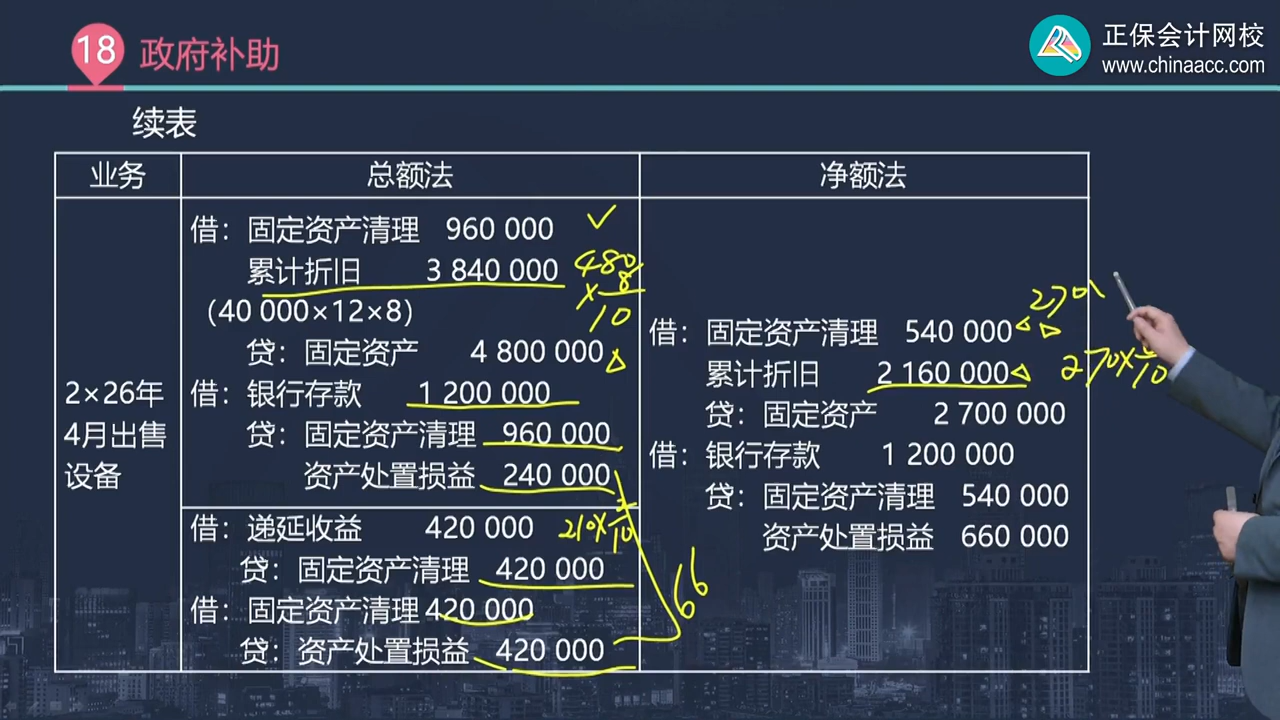 18 政府补助
正保会计网校
www.chinaacc.com
续表
业务 总额法 净额法
2×26年
4月出售
设备
借：固定资产清理 960 000
累计折旧 3 840 000
（40 000×12×8）
贷：固定资产 4 800 000
借：银行存款 1 200 000
贷：固定资产清理 960 000
资产处置损益 240 000
借：递延收益 420 000
贷：固定资产清理 420 000
借：固定资产清理 420 000
贷：资产处置损益 420 000
480
× 8/10
210× 2/10
66
借：固定资产清理 540 000
累计折旧 2 160 000
贷：固定资产 2 700 000
借：银行存款 1 200 000
贷：固定资产清理 540 000
资产处置损益 660 000